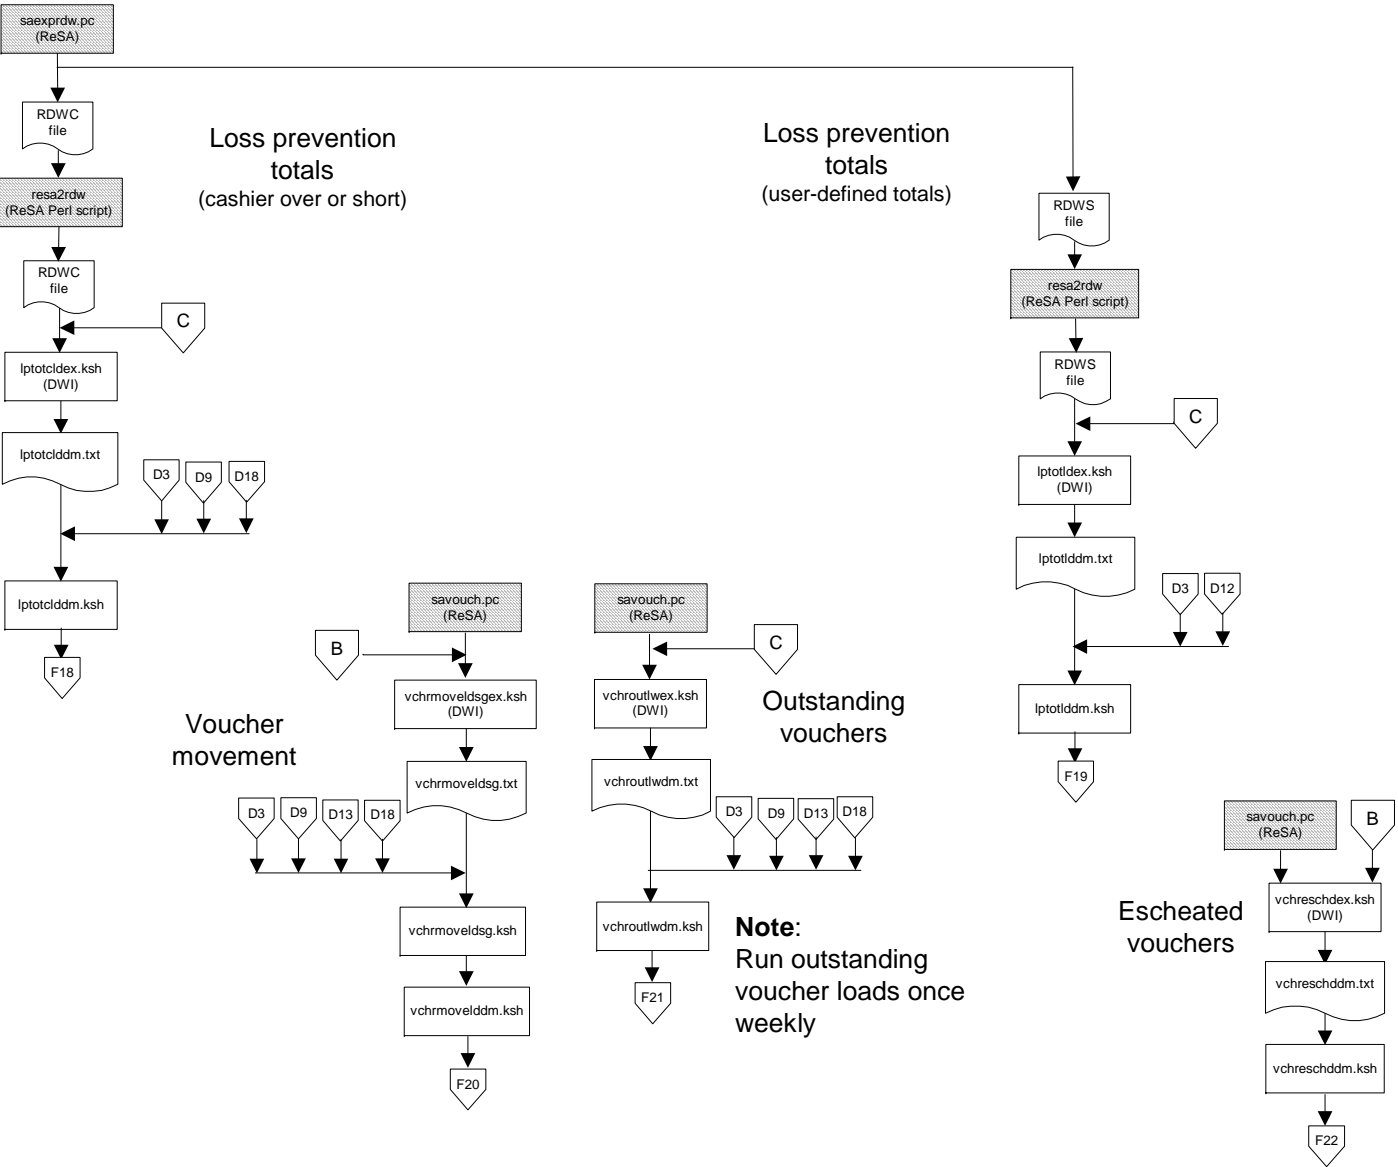 saexprdw.pc
(ReSA)
RDWC
file
resa2rdw
(ReSA Perl script)
RDWC
file
C
lptotcldex.ksh
(DWI)
lptotclddm.txt
D3
D9
D18
lptotclddm.ksh
F18
Loss prevention
totals
(cashier over or short)
Loss prevention
totals
(user-defined totals)
RDWS
file
resa2rdw
(ReSA Perl script)
RDWS
file
C
lptotldex.ksh
(DWI)
lptotlddm.txt
D3
D12
lptotlddm.ksh
F19
Voucher
movement
savouch.pc
(ReSA)
B
vchrmoveldsgex.ksh
(DWI)
vchrmoveldsg.txt
D3
D9
D13
D18
vchrmoveldsg.ksh
vchrmovelddm.ksh
F20
savouch.pc
(ReSA)
C
vchroutlwex.ksh
(DWI)
Outstanding
vouchers
vchroutlwdm.txt
D3
D9
D13
D18
vchroutlwdm.ksh
F21
Note:
Run outstanding
voucher loads once
weekly
savouch.pc
(ReSA)
B
Escheated
vouchers
vchreschdex.ksh
(DWI)
vchreschddm.txt
vchreschddm.ksh
F22